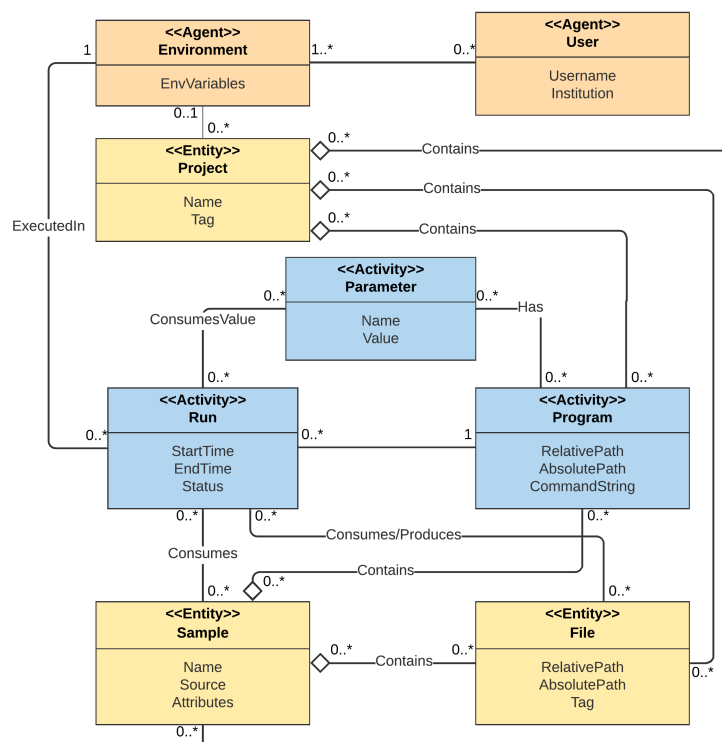 <<Agent>>
Environment
EnvVariables
<<Agent>>
User
Username
Institution
1
1..*
0..*
0..1
0..*
<<Entity>>
Project
Name
Tag
0..*
Contains
0..*
Contains
0..*
Contains
ExecutedIn
<<Activity>>
Parameter
Name
Value
0..*
ConsumesValue
0..*
0..*
Has
0..*
0..*
<<Activity>>
Run
StartTime
EndTime
Status
0..*
0..*
1
<<Activity>>
Program
RelativePath
AbsolutePath
CommandString
0..*
0..*
0..*
Consumes/Produces
Consumes
Contains
0..*
0..*
0..*
<<Entity>>
Sample
Name
Source
Attributes
0..*
Contains
0..*
<<Entity>>
File
RelativePath
AbsolutePath
Tag
0..*
0..*